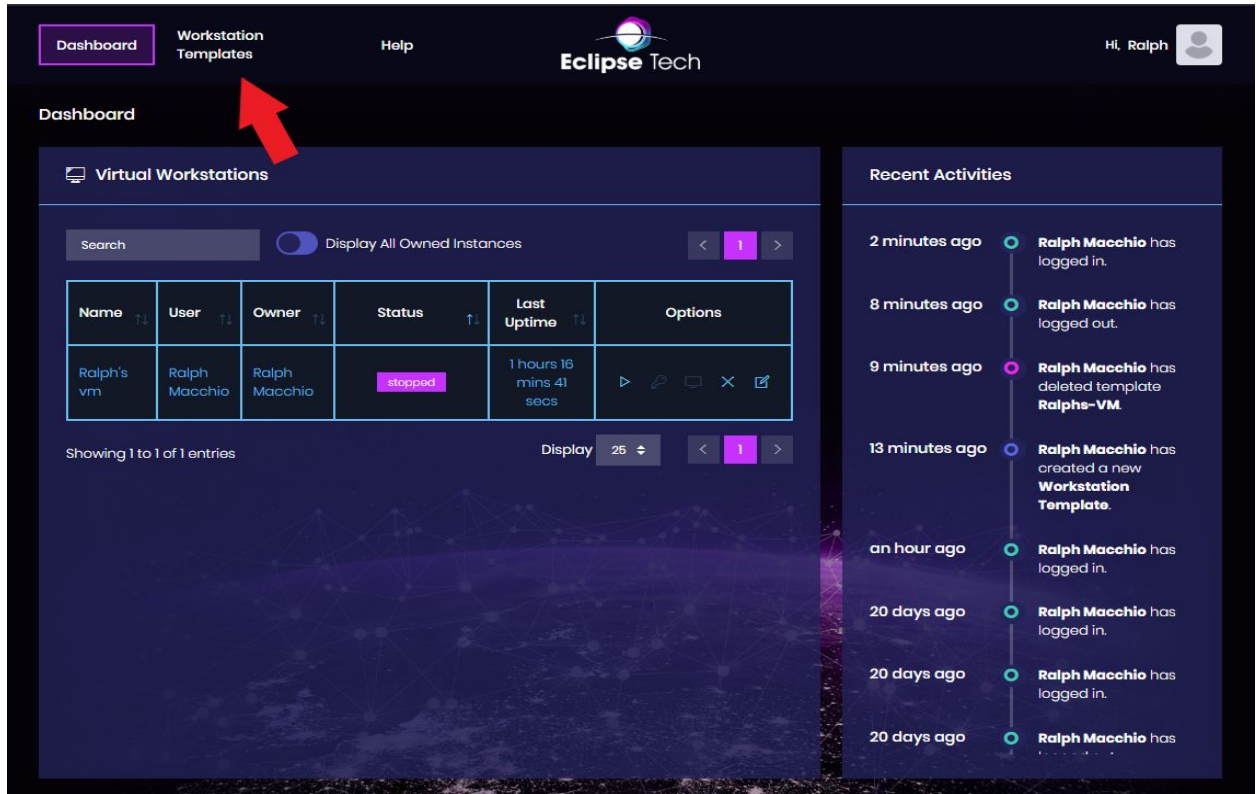 Dashboard
Workstation
Templates
Help
Eclipse Tech
Hi, Ralph
Dashboard
Virtual Workstations
Search
Display All Owned Instances
< 1 >
Name
User
Owner
Status
Last
Uptime
Options
Ralph's
vm
Ralph
Macchio
Ralph
Macchio
stopped
1 hours 16
mins 41
secs
Showing 1 to 1 of 1 entries
Display 25
< 1 >
Recent Activities
2 minutes ago
Ralph Macchio has
logged in.
8 minutes ago
Ralph Macchio has
logged out.
9 minutes ago
Ralph Macchio has
deleted template
Ralphs-VM.
13 minutes ago
Ralph Macchio has
created a new
Workstation
Template.
an hour ago
Ralph Macchio has
logged in.
20 days ago
Ralph Macchio has
logged in.
20 days ago
Ralph Macchio has
logged in.
20 days ago
Ralph Macchio has